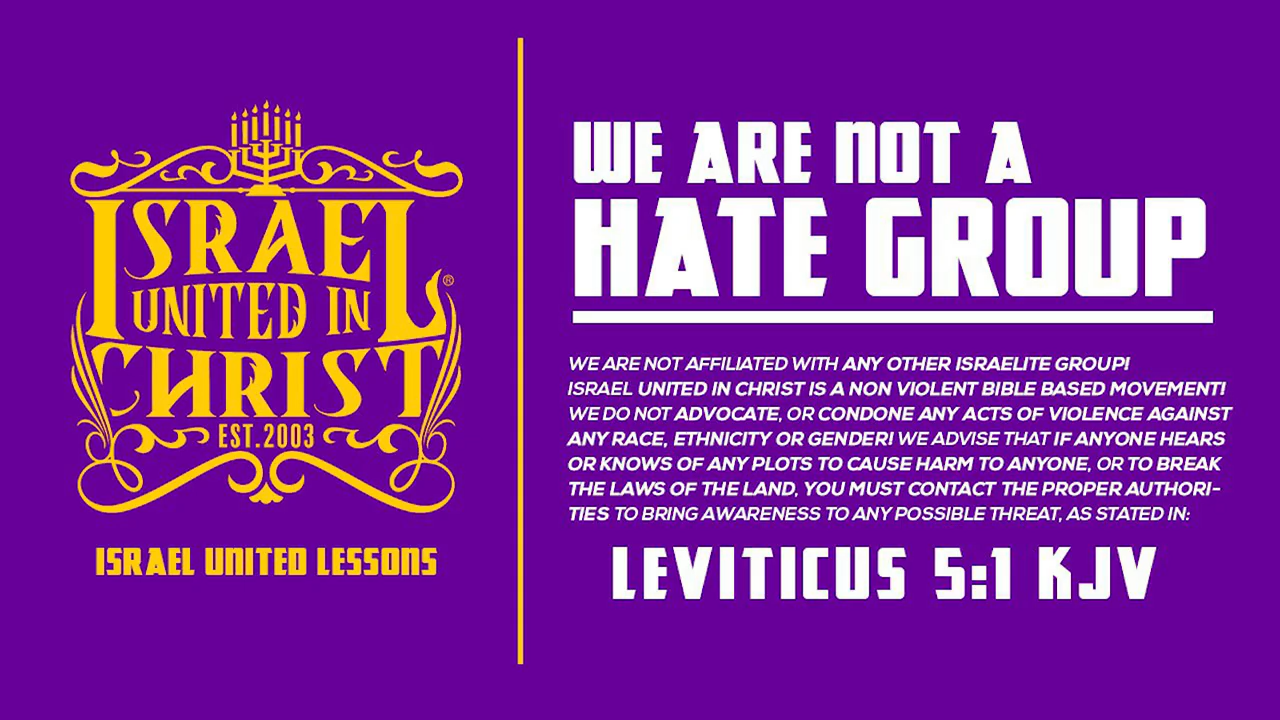 ISRAEL
UNITED IN
CHRIST
®
EST.2003
ISRAEL UNITED LESSONS
WE ARE NOT A
HATE GROUP
WE ARE NOT AFFILIATED WITH ANY OTHER ISRAELITE GROUP!
ISRAEL UNITED IN CHRIST IS A NON VIOLENT BIBLE BASED MOVEMENT!
WE DO NOT ADVOCATE, OR CONDONE ANY ACTS OF VIOLENCE AGAINST
ANY RACE, ETHNICITY OR GENDER! WE ADVISE THAT IF ANYONE HEARS
OR KNOWS OF ANY PLOTS TO CAUSE HARM TO ANYONE, OR TO BREAK
THE LAWS OF THE LAND, YOU MUST CONTACT THE PROPER AUTHORI-
TIES TO BRING AWARENESS TO ANY POSSIBLE THREAT, AS STATED IN:
LEVITICUS 5:1 KJV